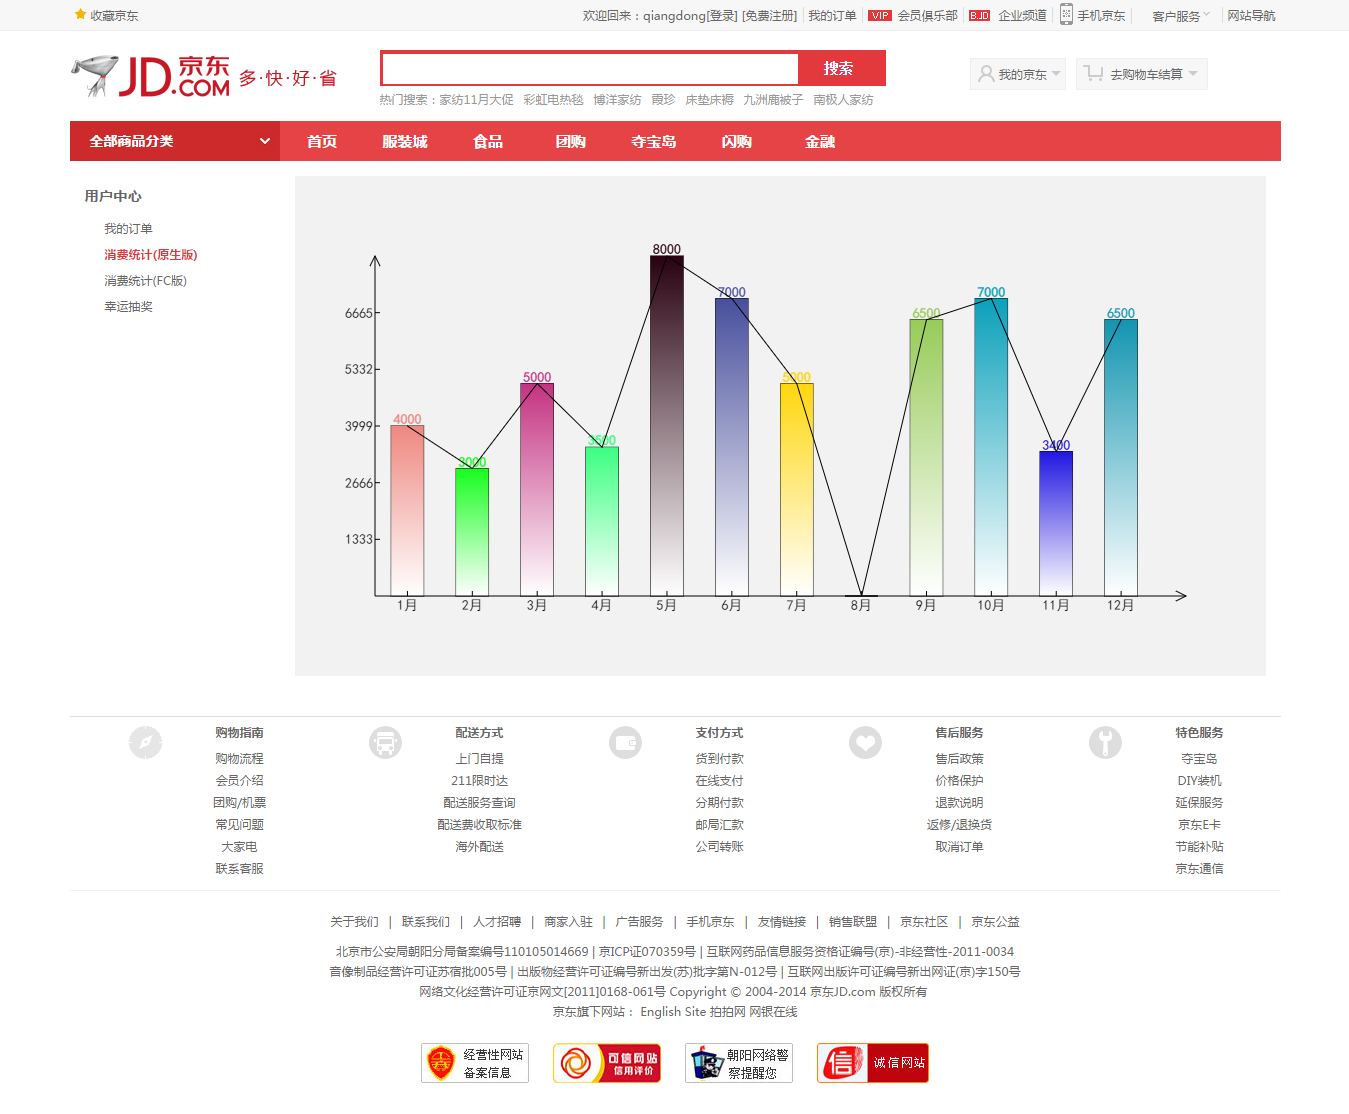 收藏京东
欢迎回来：qiangdong[登录] [免费注册] 我的订单 VIP 会员俱乐部 B.JD 企业频道 手机京东 客户服务 网站导航
JD.COM 京东 多·快·好·省
搜索
我的京东 去购物车结算
热门搜索：家纺11月大促 彩虹电热毯 博洋家纺 霞珍 床垫床褥 九洲鹿被子 南极人家纺
全部商品分类 首页 服装城 食品 团购 夺宝岛 闪购 金融
用户中心
我的订单
消费统计(原生版)
消费统计(FC版)
幸运抽奖
8000
7000 7000
6665 6500 6500
5332 5000 5000
3999 4000 3500 3400
3000
2666
1333
1月 2月 3月 4月 5月 6月 7月 8月 9月 10月 11月 12月
购物指南 配送方式 支付方式 售后服务 特色服务
购物流程 上门自提 货到付款 售后政策 夺宝岛
会员介绍 211限时达 在线支付 价格保护 DIY装机
团购/机票 配送服务查询 分期付款 退款说明 延保服务
常见问题 配送费收取标准 邮局汇款 返修/退换货 京东E卡
大家电 海外配送 公司转账 取消订单 节能补贴
联系客服 京东通信
关于我们 | 联系我们 | 人才招聘 | 商家入驻 | 广告服务 | 手机京东 | 友情链接 | 销售联盟 | 京东社区 | 京东公益
北京市公安局朝阳分局备案编号110105014669 | 京ICP证070359号 | 互联网药品信息服务资格证编号(京)-非经营性-2011-0034
音像制品经营许可证苏宿批005号 | 出版物经营许可证编号新出发(苏)批字第N-012号 | 互联网出版许可证编号新出网证(京)字150号
网络文化经营许可证京网文[2011]0168-061号 Copyright © 2004-2014 京东JD.com 版权所有
京东旗下网站： English Site 拍拍网 网银在线
经营性网站 可信网站 朝阳网络警 信 诚信网站
备案信息 信用评价 察提醒您